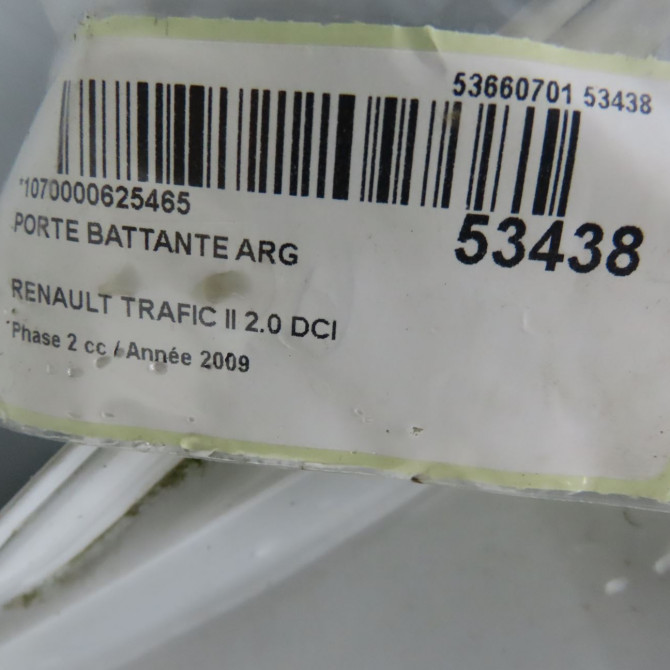 53660701 53438
*1070000625465
PORTE BATTANTE ARG
53438
RENAULT TRAFIC II 2.0 DCI
Phase 2 cc / Année 2009